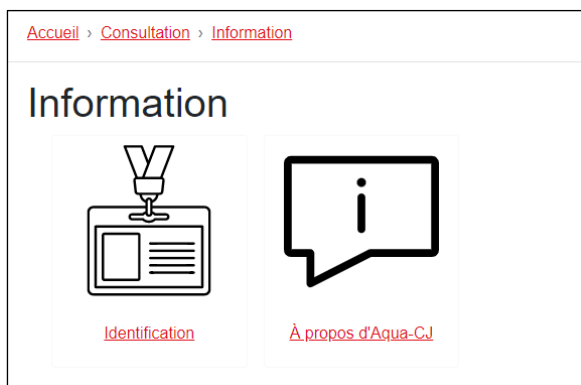 Accueil › Consultation › Information
Information
i
Identification
À propos d'Aqua-CJ